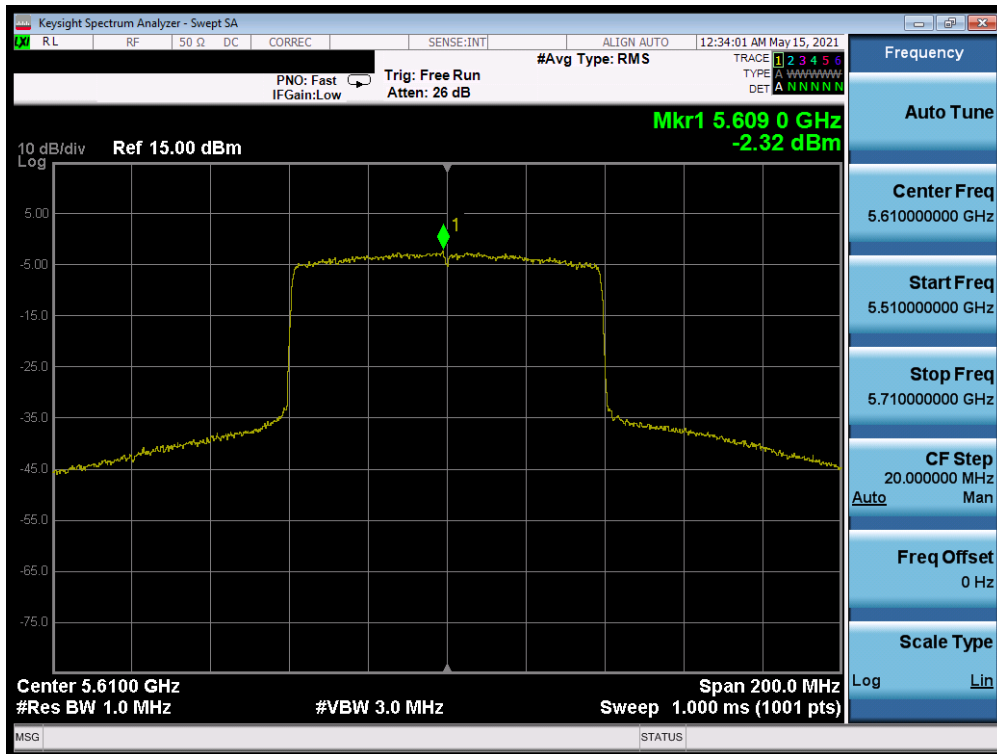 Keysight Spectrum Analyzer - Swept SA
LXI RL RF 50 Ω DC CORREC SENSE:INT ALIGN AUTO 12:34:01 AM May 15, 2021
#Avg Type: RMS
TRACE 1 2 3 4 5 6
PNO: Fast Trig: Free Run
TYPE A WWWWW
IFGain:Low Atten: 26 dB
DET A N N N N N
Mkr1 5.609 0 GHz
10 dB/div Ref 15.00 dBm -2.32 dBm
Log
5.00
1
-5.00
-15.0
-25.0
-35.0
-45.0
-55.0
-65.0
-75.0
Center 5.6100 GHz Span 200.0 MHz
#Res BW 1.0 MHz #VBW 3.0 MHz Sweep 1.000 ms (1001 pts)
MSG STATUS
Frequency
Auto Tune
Center Freq
5.610000000 GHz
Start Freq
5.510000000 GHz
Stop Freq
5.710000000 GHz
CF Step
20.000000 MHz
Auto Man
Freq Offset
0 Hz
Scale Type
Log Lin